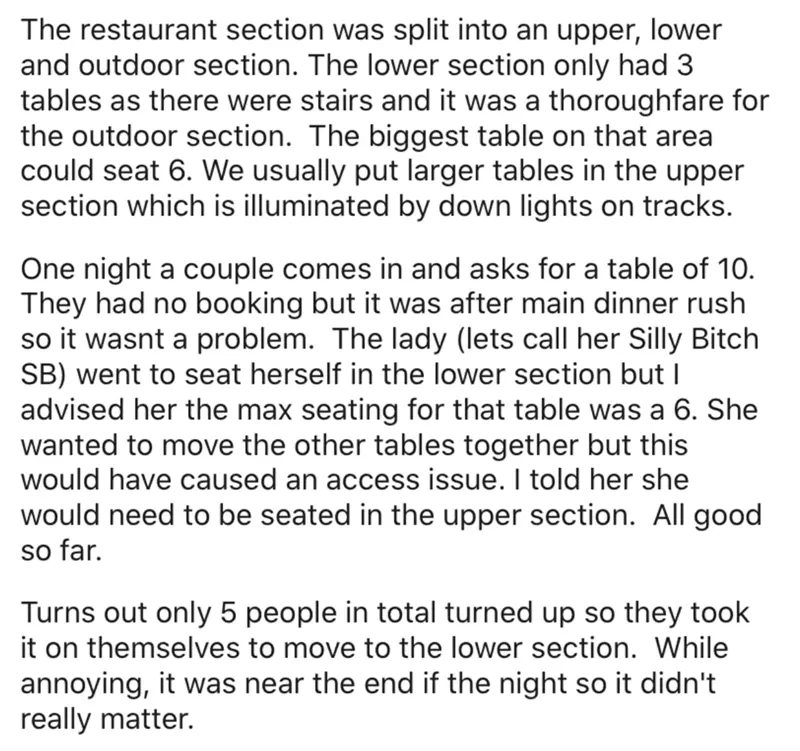 The restaurant section was split into an upper, lower
and outdoor section. The lower section only had 3
tables as there were stairs and it was a thoroughfare for
the outdoor section.  The biggest table on that area
could seat 6. We usually put larger tables in the upper
section which is illuminated by down lights on tracks.
One night a couple comes in and asks for a table of 10.
They had no booking but it was after main dinner rush
so it wasnt a problem.  The lady (lets call her Silly Bitch
SB) went to seat herself in the lower section but I
advised her the max seating for that table was a 6. She
wanted to move the other tables together but this
would have caused an access issue. I told her she
would need to be seated in the upper section.  All good
so far.
Turns out only 5 people in total turned up so they took
it on themselves to move to the lower section.  While
annoying, it was near the end if the night so it didn't
really matter.